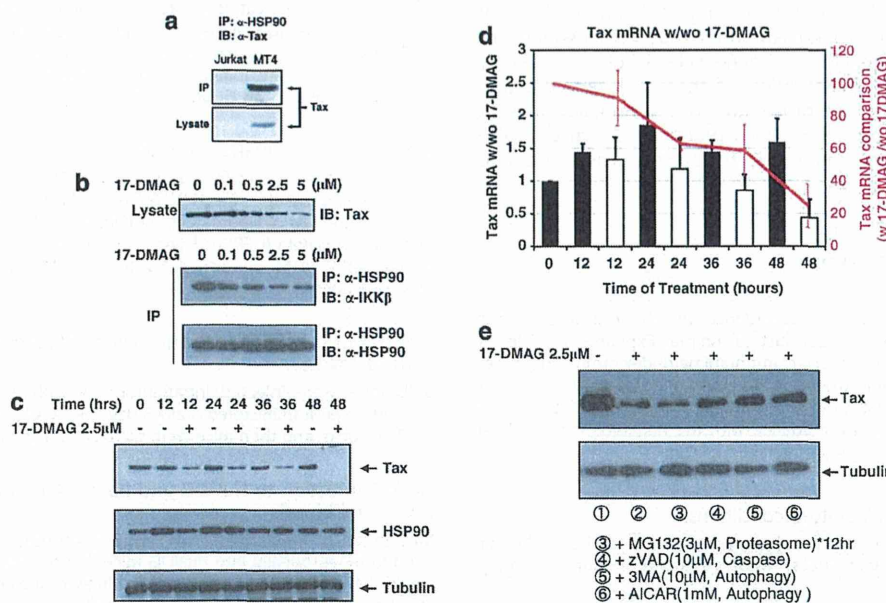 a
IP: α-HSP90
IB: α-Tax
Jurkat MT4
IP
Tax
Lysate
b
17-DMAG 0 0.1 0.5 2.5 5 (μM)
Lysate
IB: Tax
17-DMAG 0 0.1 0.5 2.5 5 (μM)
IP: α-HSP90
IB: α-IKKβ
IP
IP: α-HSP90
IB: α-HSP90
c
Time (hrs) 0 12 12 24 24 36 36 48 48
17-DMAG 2.5μM - - + - + - + - +
Tax
HSP90
Tubulin
d
Tax mRNA w/wo 17-DMAG
Tax mRNA w/wo 17-DMAG
3
2.5
2
1.5
1
0.5
0
120
100
80
60
40
20
0
Tax mRNA comparison
(w 17-DMAG /wo 17DMAG)
0 12 12 24 24 36 36 48 48
Time of Treatment (hours)
e
17-DMAG 2.5μM - + + + + +
Tax
Tubulin
① ② ③ ④ ⑤ ⑥
③ + MG132(3μM, Proteasome)*12hr
④ + zVAD(10μM, Caspase)
⑤ + 3MA(10μM, Autophagy)
⑥ + AICAR(1mM, Autophagy )